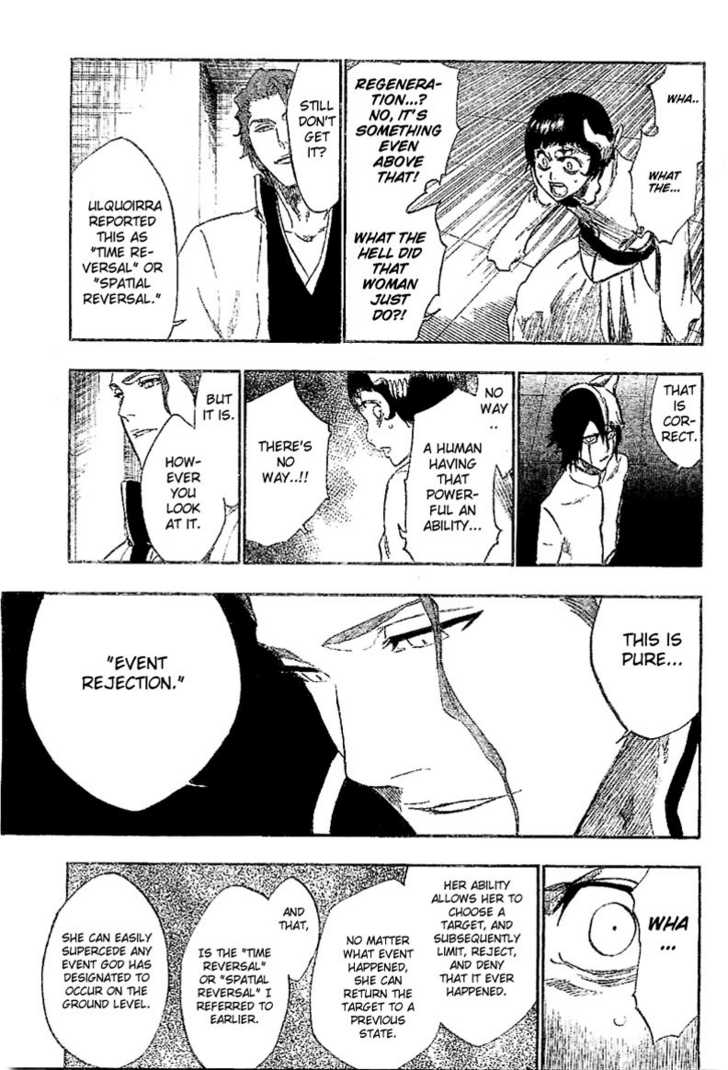 WHA..
WHAT
THE...
REGENERA-
TION...?
NO, IT'S
SOMETHING
EVEN
ABOVE
THAT!
WHAT THE
HELL DID
THAT
WOMAN
JUST
DO?!
STILL
DON'T
GET
IT?
ULQUOIRRA
REPORTED
THIS AS
"TIME RE-
VERSAL" OR
"SPATIAL
REVERSAL."
THAT
IS
COR-
RECT.
NO
WAY
..
A HUMAN
HAVING
THAT
POWER-
FUL AN
ABILITY...
THERE'S
NO
WAY..!!
BUT
IT IS.
HOW-
EVER
YOU
LOOK
AT IT.
THIS IS
PURE...
"EVENT
REJECTION."
WHA
...
HER ABILITY
ALLOWS HER TO
CHOOSE A
TARGET, AND
SUBSEQUENTLY
LIMIT, REJECT,
AND DENY
THAT IT EVER
HAPPENED.
NO MATTER
WHAT EVENT
HAPPENED,
SHE CAN
RETURN THE
TARGET TO A
PREVIOUS
STATE.
AND
THAT,
IS THE "TIME
REVERSAL"
OR "SPATIAL
REVERSAL" I
REFERRED TO
EARLIER.
SHE CAN EASILY
SUPERCEDE ANY
EVENT GOD HAS
DESIGNATED TO
OCCUR ON THE
GROUND LEVEL.